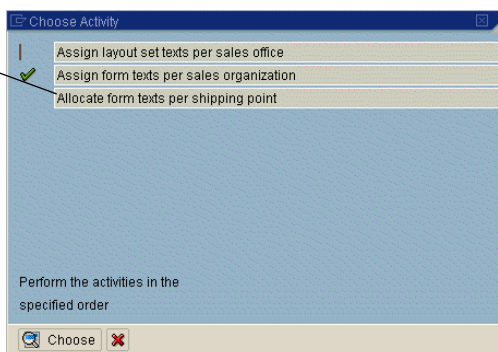 Choose Activity
Assign layout set texts per sales office
Assign form texts per sales organization
Allocate form texts per shipping point
Perform the activities in the
specified order
Choose